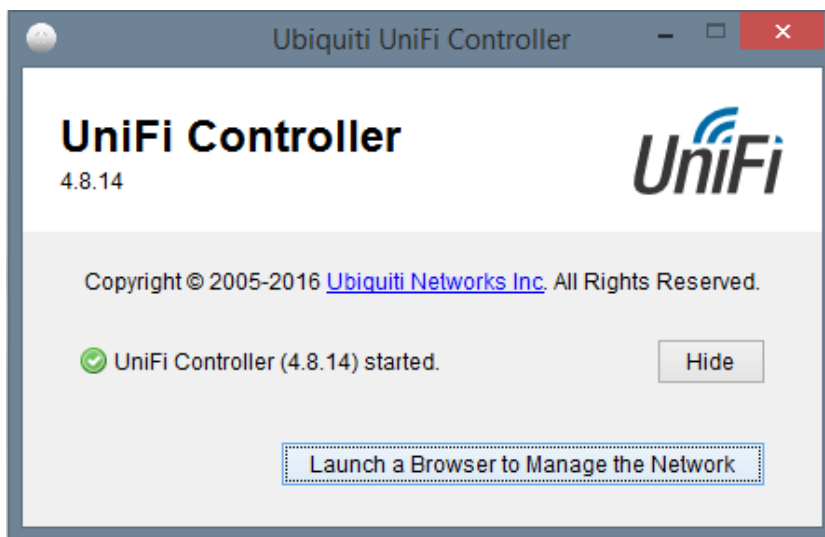 Ubiquiti UniFi Controller
UniFi Controller
4.8.14
UniFi
Copyright © 2005-2016 Ubiquiti Networks Inc. All Rights Reserved.
UniFi Controller (4.8.14) started.
Hide
Launch a Browser to Manage the Network